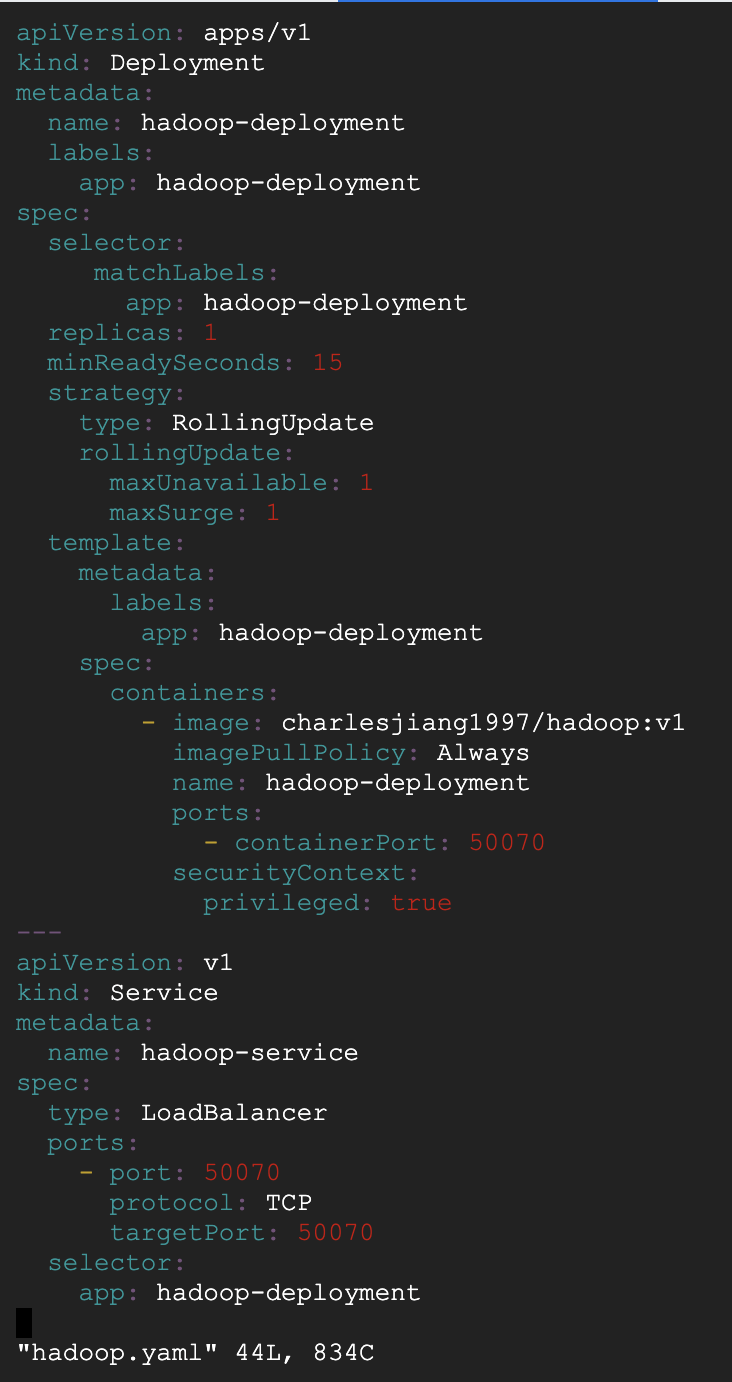 apiVersion: apps/v1
kind: Deployment
metadata:
  name: hadoop-deployment
  labels:
    app: hadoop-deployment
spec:
  selector:
     matchLabels:
       app: hadoop-deployment
  replicas: 1
  minReadySeconds: 15
  strategy:
    type: RollingUpdate
    rollingUpdate:
      maxUnavailable: 1
      maxSurge: 1
  template:
    metadata:
      labels:
        app: hadoop-deployment
    spec:
      containers:
        - image: charlesjiang1997/hadoop:v1
          imagePullPolicy: Always
          name: hadoop-deployment
          ports:
            - containerPort: 50070
          securityContext:
            privileged: true
---
apiVersion: v1
kind: Service
metadata:
  name: hadoop-service
spec:
  type: LoadBalancer
  ports:
    - port: 50070
      protocol: TCP
      targetPort: 50070
  selector:
    app: hadoop-deployment
"hadoop.yaml" 44L, 834C